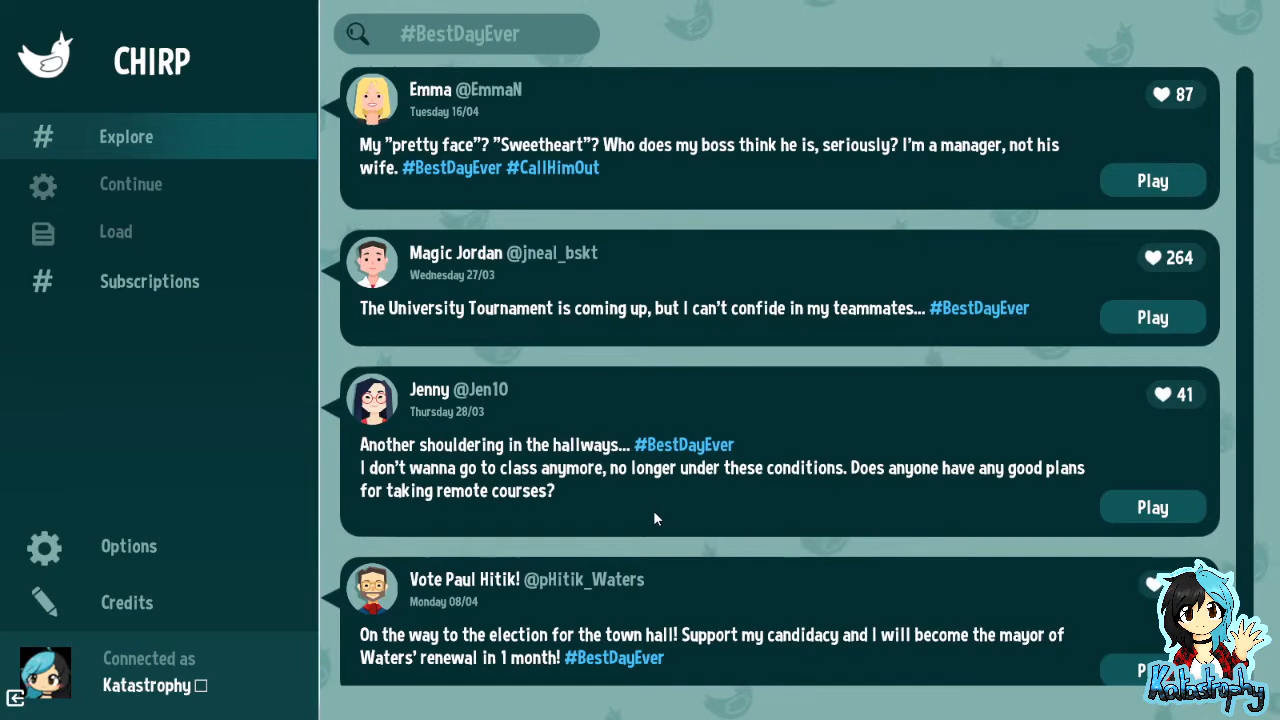 CHIRP
#BestDayEver
Explore
Continue
Load
Subscriptions
Options
Credits
Connected as
Katastrophy
Emma @EmmaN
Tuesday 16/04
87
My "pretty face"? "Sweetheart"? Who does my boss think he is, seriously? I'm a manager, not his
wife. #BestDayEver #CallHimOut
Play
Magic Jordan @jneal_bskt
Wednesday 27/03
264
The University Tournament is coming up, but I can't confide in my teammates... #BestDayEver
Play
Jenny @Jen10
Thursday 28/03
41
Another shouldering in the hallways... #BestDayEver
I don't wanna go to class anymore, no longer under these conditions. Does anyone have any good plans
for taking remote courses?
Play
Vote Paul Hitik! @pHitik_Waters
Monday 08/04
On the way to the election for the town hall! Support my candidacy and I will become the mayor of
Waters' renewal in 1 month! #BestDayEver
Katastrophy